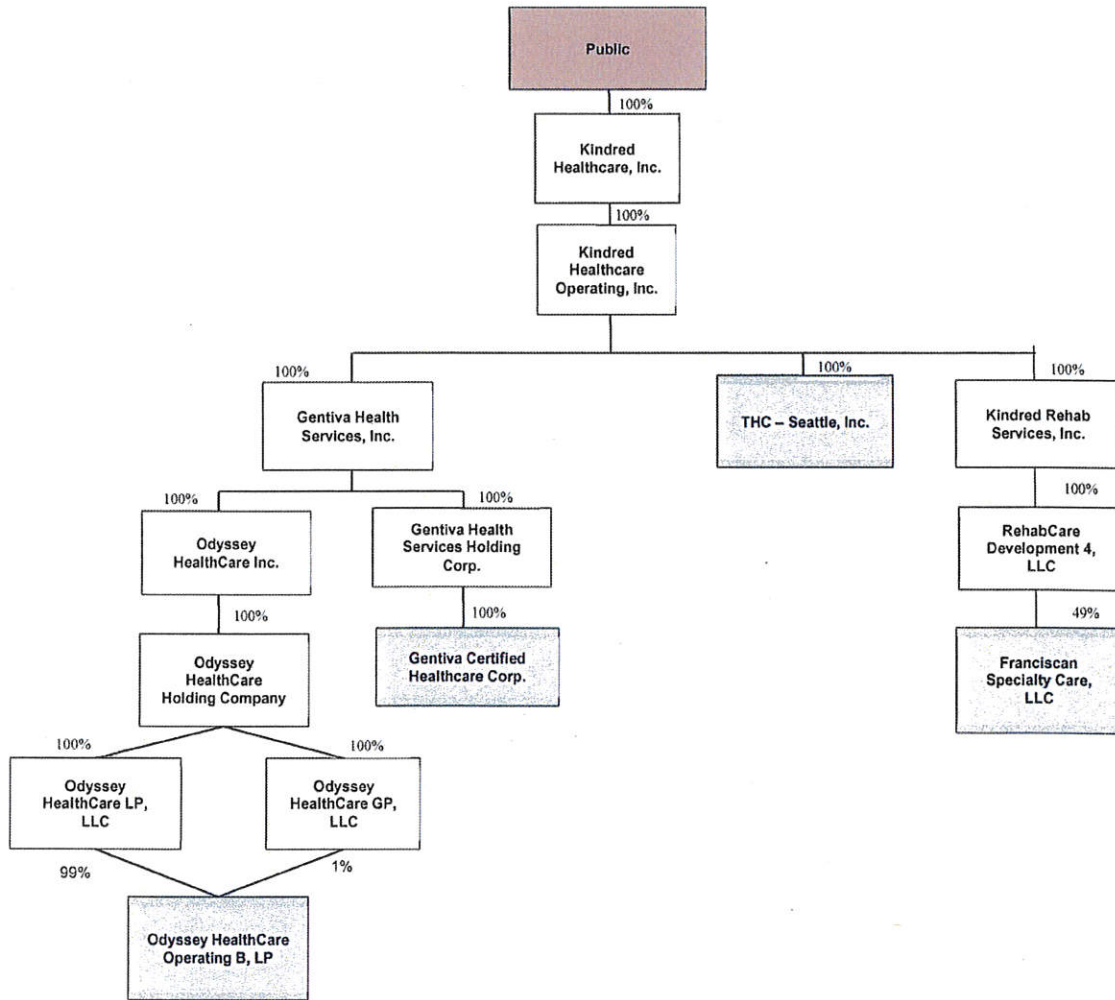 Public
100%
Kindred
Healthcare, Inc.
100%
Kindred
Healthcare
Operating, Inc.
100%
100%
100%
Gentiva Health
Services, Inc.
THC – Seattle, Inc.
Kindred Rehab
Services, Inc.
100%
100%
100%
Odyssey
HealthCare Inc.
Gentiva Health
Services Holding
Corp.
RehabCare
Development 4,
LLC
100%
100%
49%
Odyssey
HealthCare
Holding Company
Gentiva Certified
Healthcare Corp.
Franciscan
Specialty Care,
LLC
100%
100%
Odyssey
HealthCare LP,
LLC
Odyssey
HealthCare GP,
LLC
99%
1%
Odyssey HealthCare
Operating B, LP